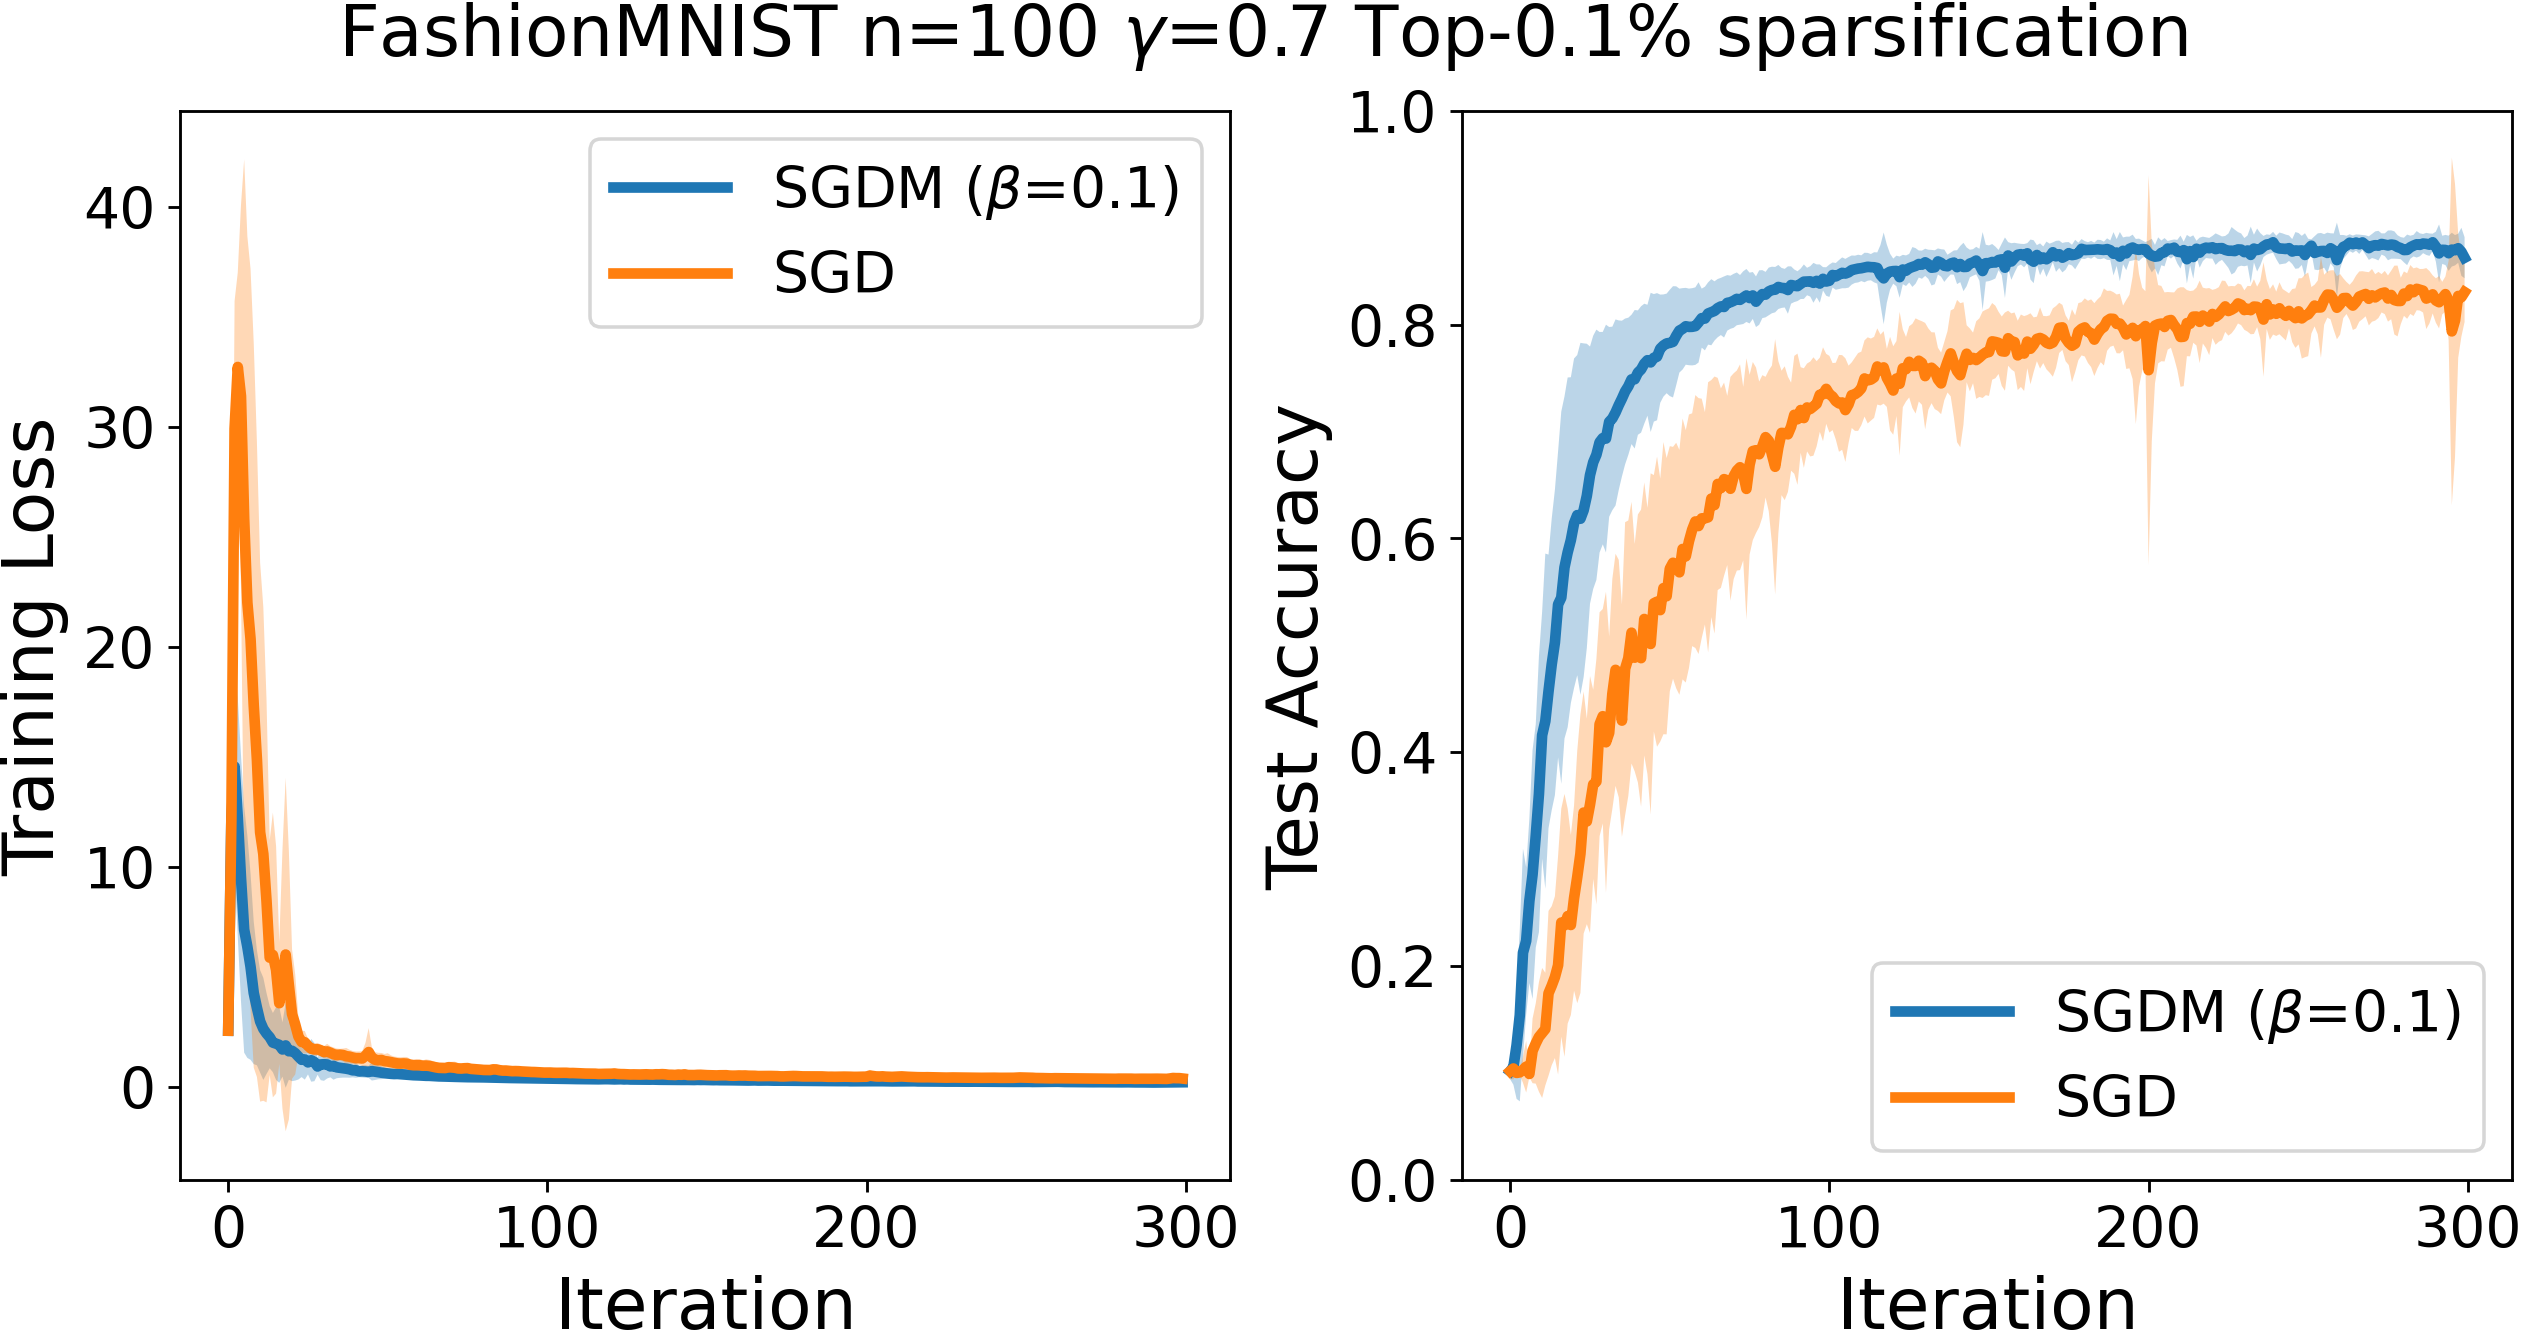 FashionMNIST n=100 γ=0.7 Top-0.1% sparsification
Training Loss
40
30
20
10
0
0 100 200 300
Iteration
SGDM (β=0.1)
SGD
Test Accuracy
1.0
0.8
0.6
0.4
0.2
0.0
0 100 200 300
Iteration
SGDM (β=0.1)
SGD